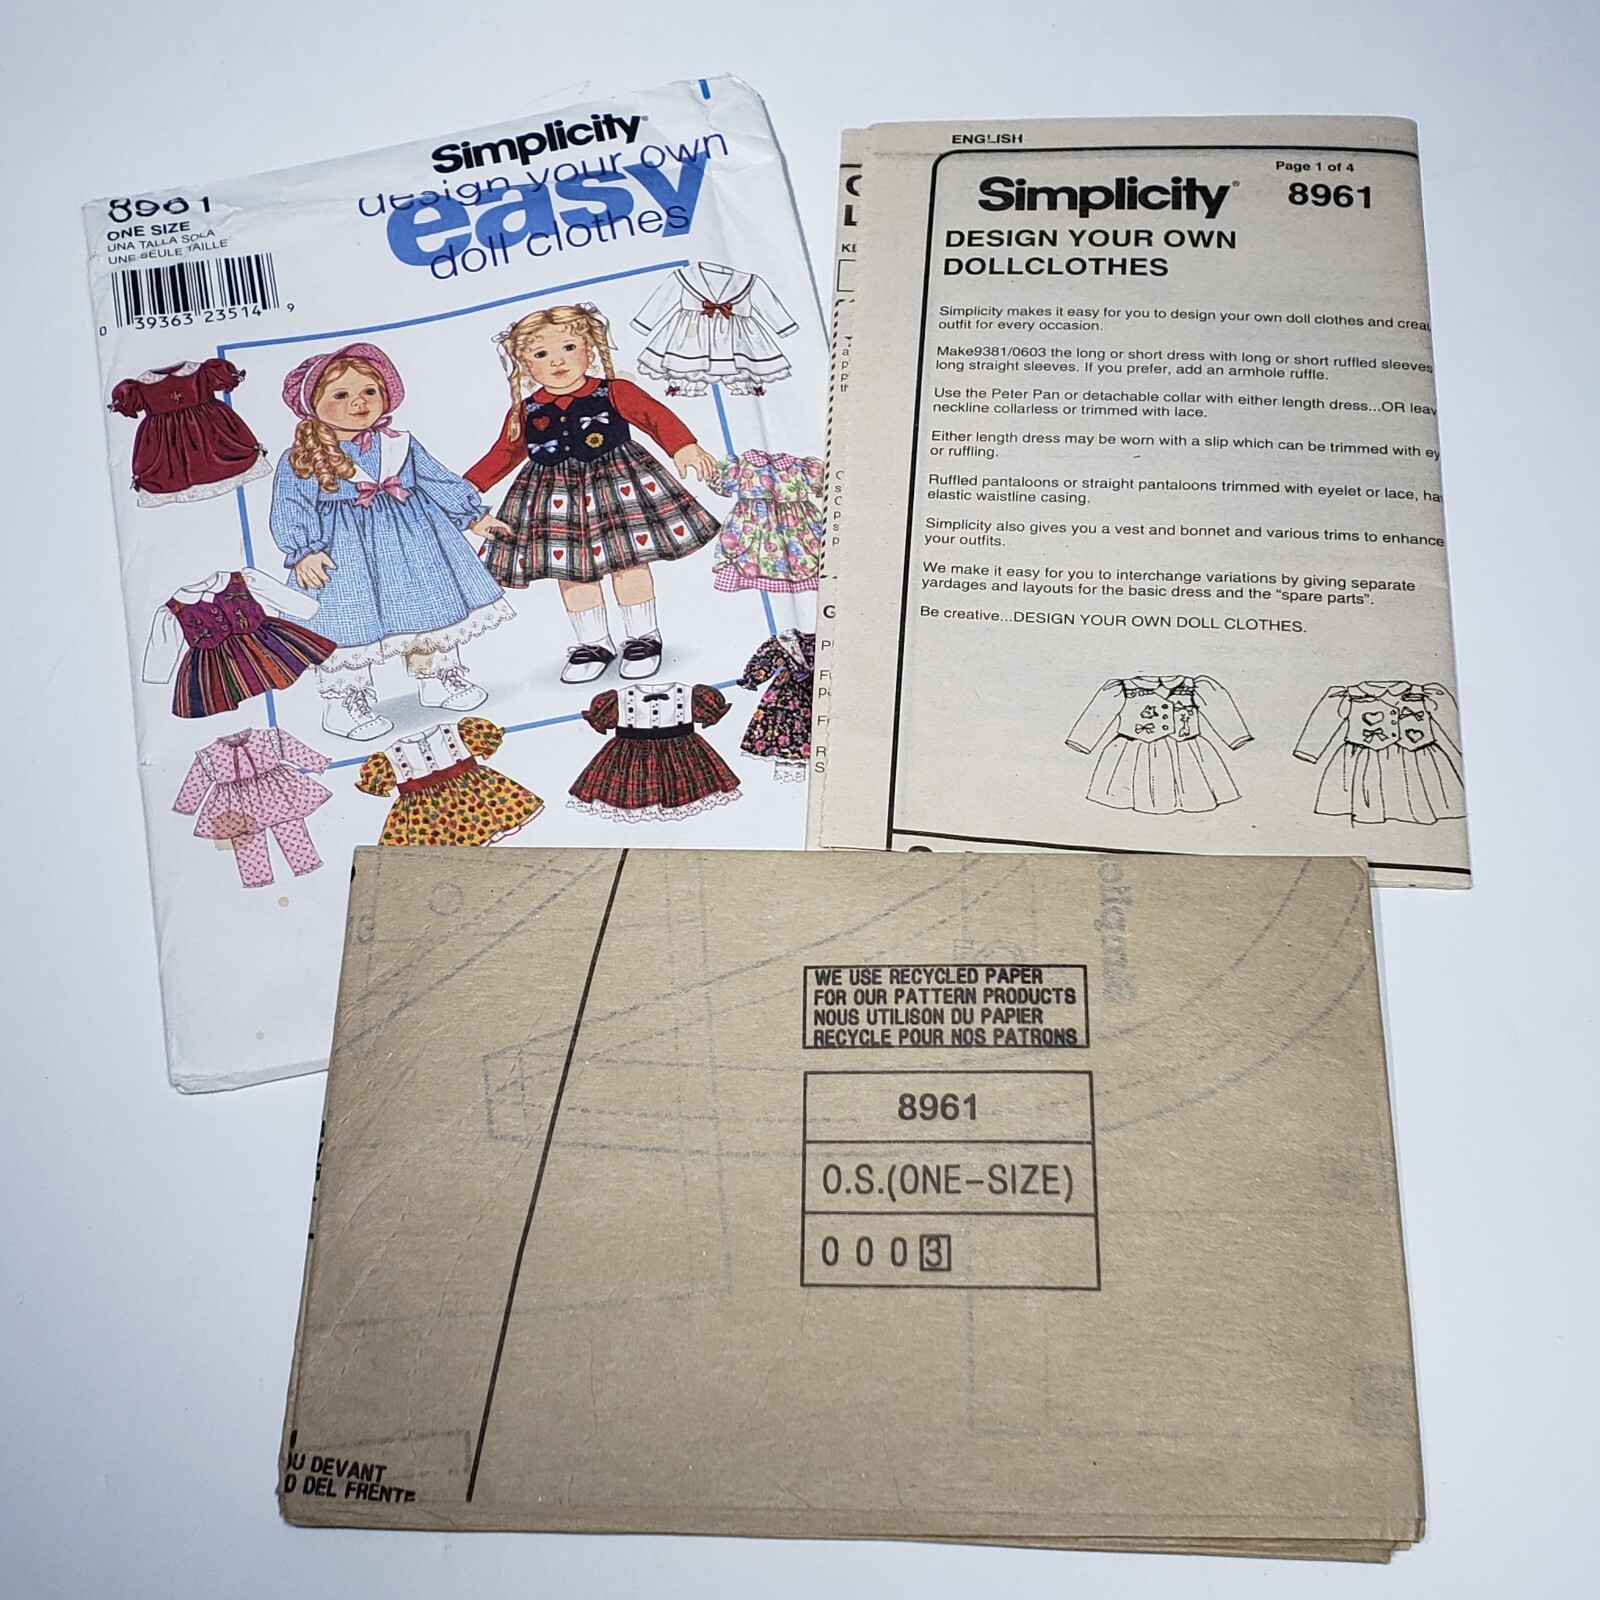 Simplicity
design your own
easy
doll clothes
8961
ONE SIZE
UNA TALLA SOLA
UNE SEULE TAILLE
0 39363 23514 9
ENGLISH
Page 1 of 4
Simplicity 8961
DESIGN YOUR OWN
DOLLCLOTHES
Simplicity makes it easy for you to design your own doll clothes and
outfit for every occasion.
Make9381/0603 the long or short dress with long or short ruffled sleeves
long straight sleeves. If you prefer, add an armhole ruffle.
Use the Peter Pan or detachable collar with either length dress...OR
neckline collarless or trimmed with lace.
Either length dress may be worn with a slip which can be trimmed with
or ruffling.
Ruffled pantaloons or straight pantaloons trimmed with eyelet or lace,
elastic waistline casing.
Simplicity also gives you a vest and bonnet and various trims to enhance
your outfits.
We make it easy for you to interchange variations by giving separate
yardages and layouts for the basic dress and the "spare parts".
Be creative...DESIGN YOUR OWN DOLL CLOTHES.
WE USE RECYCLED PAPER
FOR OUR PATTERN PRODUCTS
NOUS UTILISON DU PAPIER
RECYCLE POUR NOS PATRONS
8961
O.S.(ONE-SIZE)
0 0 0 3
DEVANT
DEL FRENTE